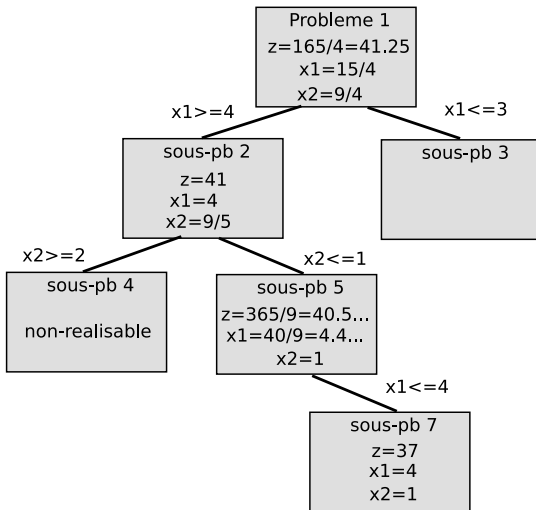 Probleme 1
z=165/4=41.25
x1=15/4
x2=9/4
x1>=4
x1<=3
sous-pb 2
z=41
x1=4
x2=9/5
sous-pb 3
x2>=2
x2<=1
sous-pb 4
non-realisable
sous-pb 5
z=365/9=40.5...
x1=40/9=4.4...
x2=1
x1<=4
sous-pb 7
z=37
x1=4
x2=1